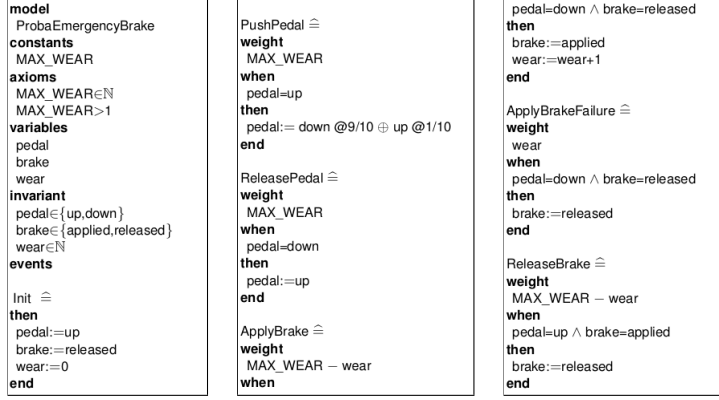 model
ProbaEmergencyBrake
constants
MAX_WEAR
axioms
MAX_WEAR∈ℕ
MAX_WEAR>1
variables
pedal
brake
wear
invariant
pedal∈{up,down}
brake∈{applied,released}
wear∈ℕ
events
Init ≙
then
pedal:=up
brake:=released
wear:=0
end
PushPedal ≙
weight
MAX_WEAR
when
pedal=up
then
pedal:= down @9/10 ⊕ up @1/10
end
ReleasePedal ≙
weight
MAX_WEAR
when
pedal=down
then
pedal:=up
end
ApplyBrake ≙
weight
MAX_WEAR − wear
when
pedal=down ∧ brake=released
then
brake:=applied
wear:=wear+1
end
ApplyBrakeFailure ≙
weight
wear
when
pedal=down ∧ brake=released
then
brake:=released
end
ReleaseBrake ≙
weight
MAX_WEAR − wear
when
pedal=up ∧ brake=applied
then
brake:=released
end